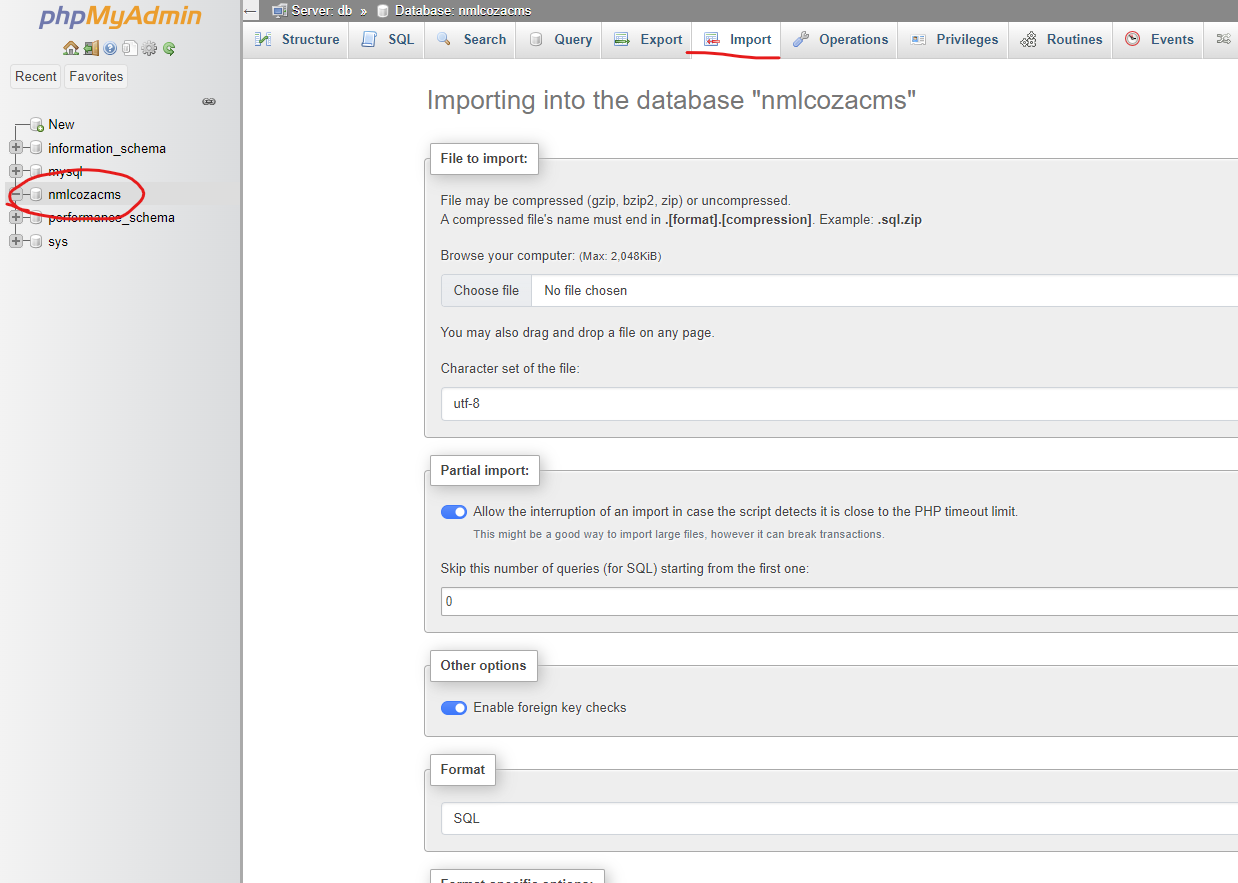 phpMyAdmin
Recent Favorites
New
information_schema
mysql
nmlcozacms
performance_schema
sys
Server: db » Database: nmlcozacms
Structure SQL Search Query Export Import Operations Privileges Routines Events
Importing into the database "nmlcozacms"
File to import:
File may be compressed (gzip, bzip2, zip) or uncompressed.
A compressed file's name must end in .[format].[compression]. Example: .sql.zip
Browse your computer: (Max: 2,048KiB)
Choose file No file chosen
You may also drag and drop a file on any page.
Character set of the file:
utf-8
Partial import:
Allow the interruption of an import in case the script detects it is close to the PHP timeout limit.
This might be a good way to import large files, however it can break transactions.
Skip this number of queries (for SQL) starting from the first one:
0
Other options
Enable foreign key checks
Format
SQL
Format-specific options: